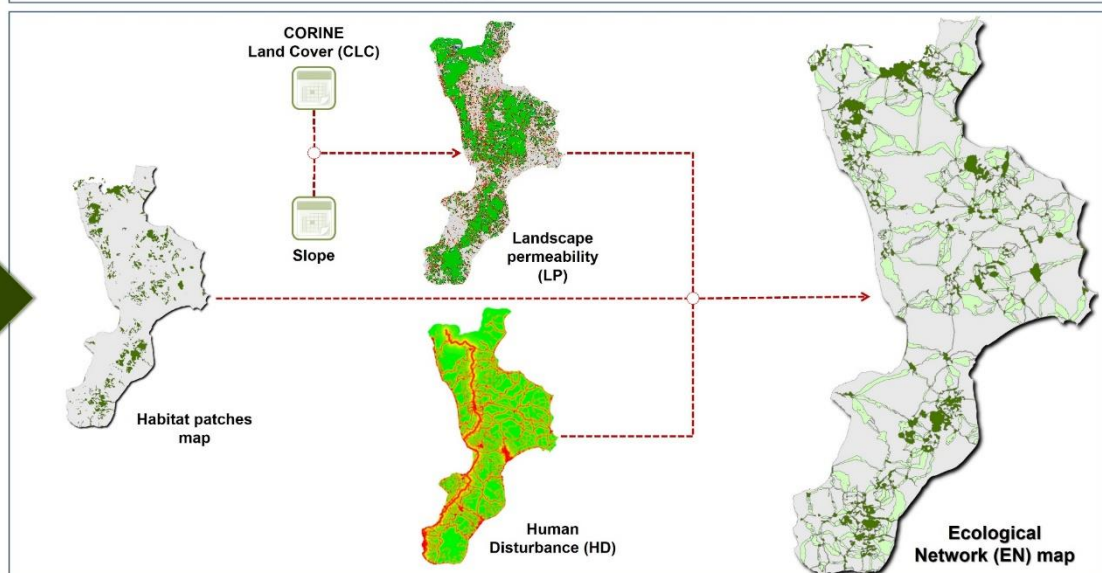 CORINE
Land Cover (CLC)
Slope
Landscape
permeability
(LP)
Habitat patches
map
Human
Disturbance (HD)
Ecological
Network (EN) map